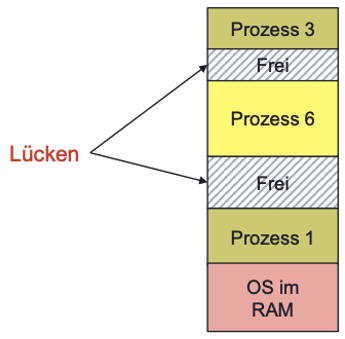 Prozess 3
Frei
Prozess 6
Lücken
Frei
Prozess 1
OS im
RAM